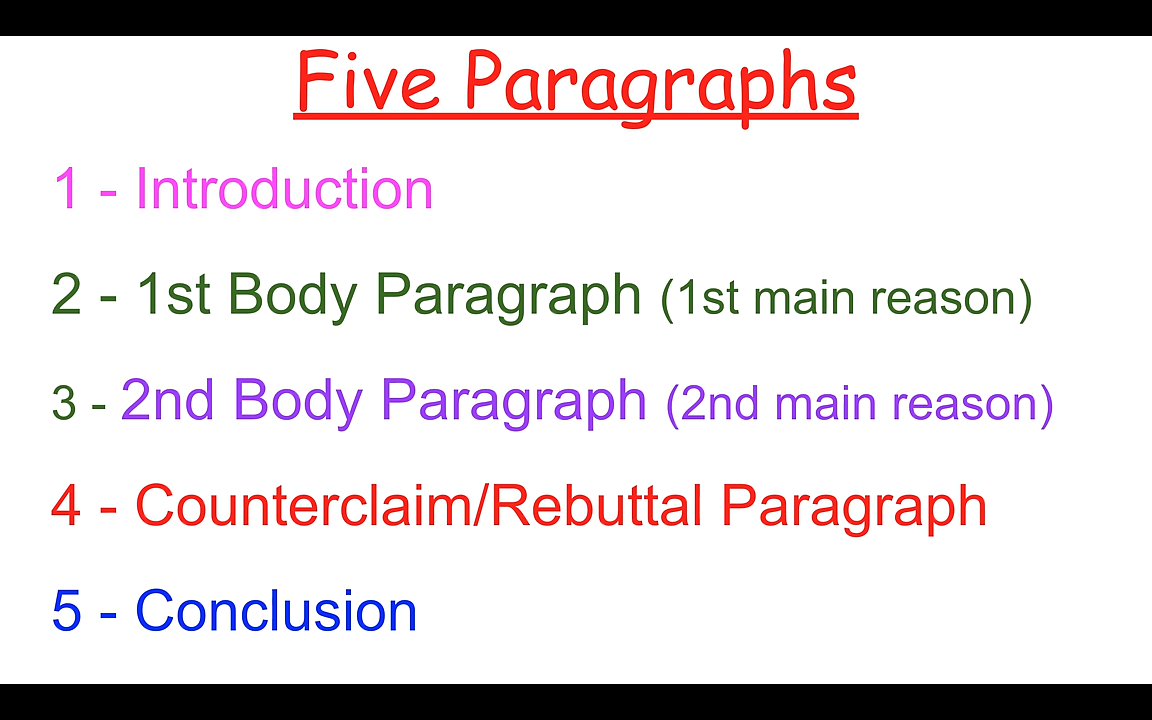 Five Paragraphs
1 - Introduction
2 - 1st Body Paragraph (1st main reason)
3 - 2nd Body Paragraph (2nd main reason)
4 - Counterclaim/Rebuttal Paragraph
5 - Conclusion